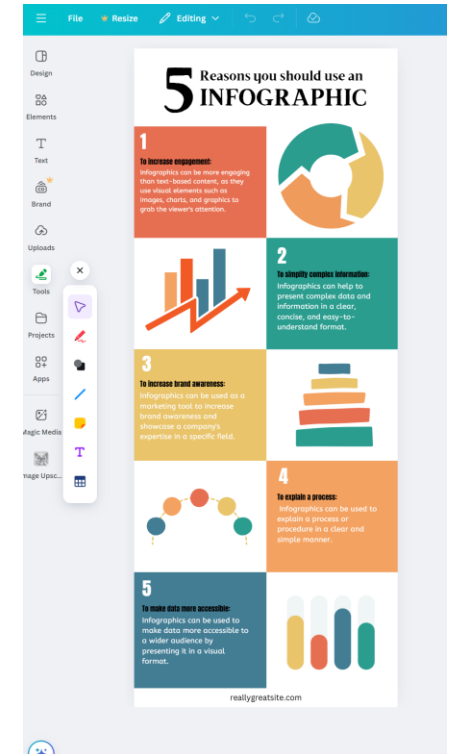 File
Resize
Editing
Design
Elements
Text
Brand
Uploads
Tools
Projects
Apps
Magic Media
mage Upsc...
T
5 Reasons you should use an
INFOGRAPHIC
1
To increase engagement:
Infographics can be more engaging
than text-based content, as they
use visual elements such as
images, charts, and graphics to
grab the viewer's attention.
2
To simplify complex information:
Infographics can help to
present complex data and
information in a clear,
concise, and easy-to-
understand format.
3
To increase brand awareness:
Infographics can be used as a
marketing tool to increase
brand awareness and
showcase a company's
expertise in a specific field.
4
To explain a process:
Infographics can be used to
explain a process or
procedure in a clear and
simple manner.
5
To make data more accessible:
Infographics can be used to
make data more accessible to
a wider audience by
presenting it in a visual
format.
reallygreatsite.com